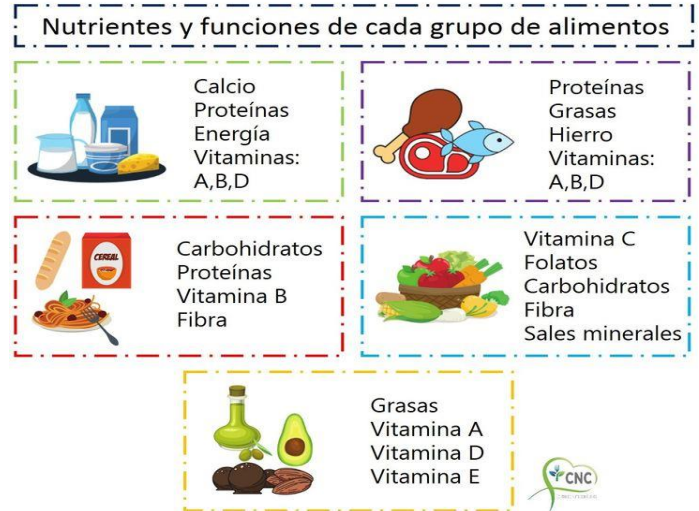 Nutrientes y funciones de cada grupo de alimentos
Calcio
Proteínas
Energía
Vitaminas:
A,B,D
Proteínas
Grasas
Hierro
Vitaminas:
A,B,D
CEREAL
Carbohidratos
Proteínas
Vitamina B
Fibra
Vitamina C
Folatos
Carbohidratos
Fibra
Sales minerales
Grasas
Vitamina A
Vitamina D
Vitamina E
CNC